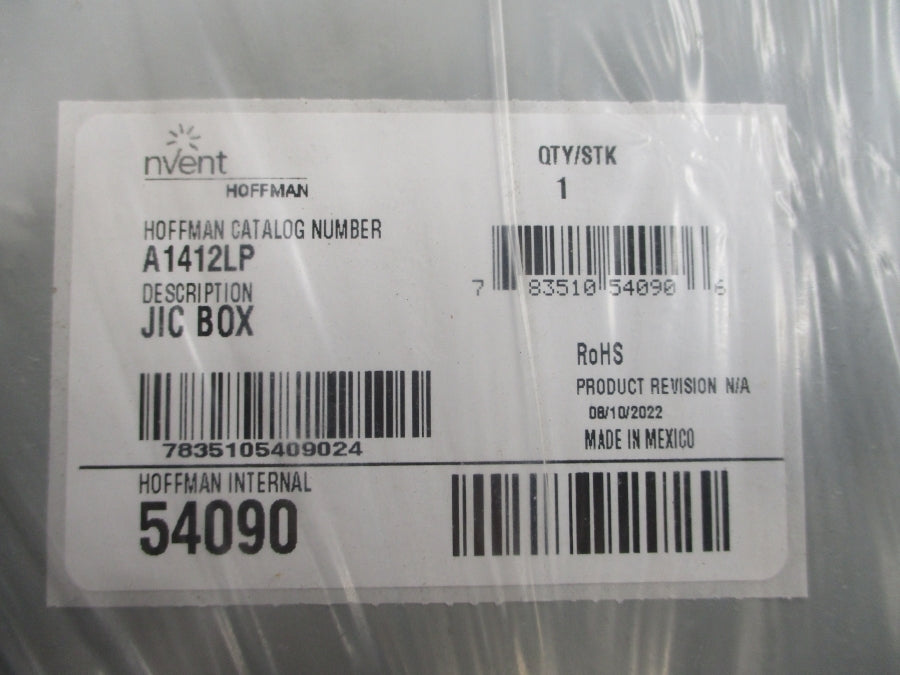 nvent
HOFFMAN
QTY/STK
1
HOFFMAN CATALOG NUMBER
A1412LP
DESCRIPTION
JIC BOX
7 83510 54090 6
RoHS
PRODUCT REVISION N/A
08/10/2022
MADE IN MEXICO
7835105409024
HOFFMAN INTERNAL
54090